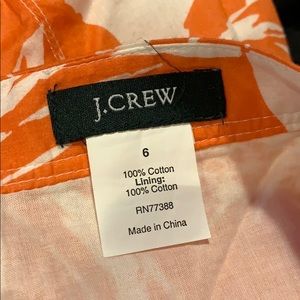 J.CREW
6
100% Cotton
Lining:
100% Cotton
RN77388
Made in China